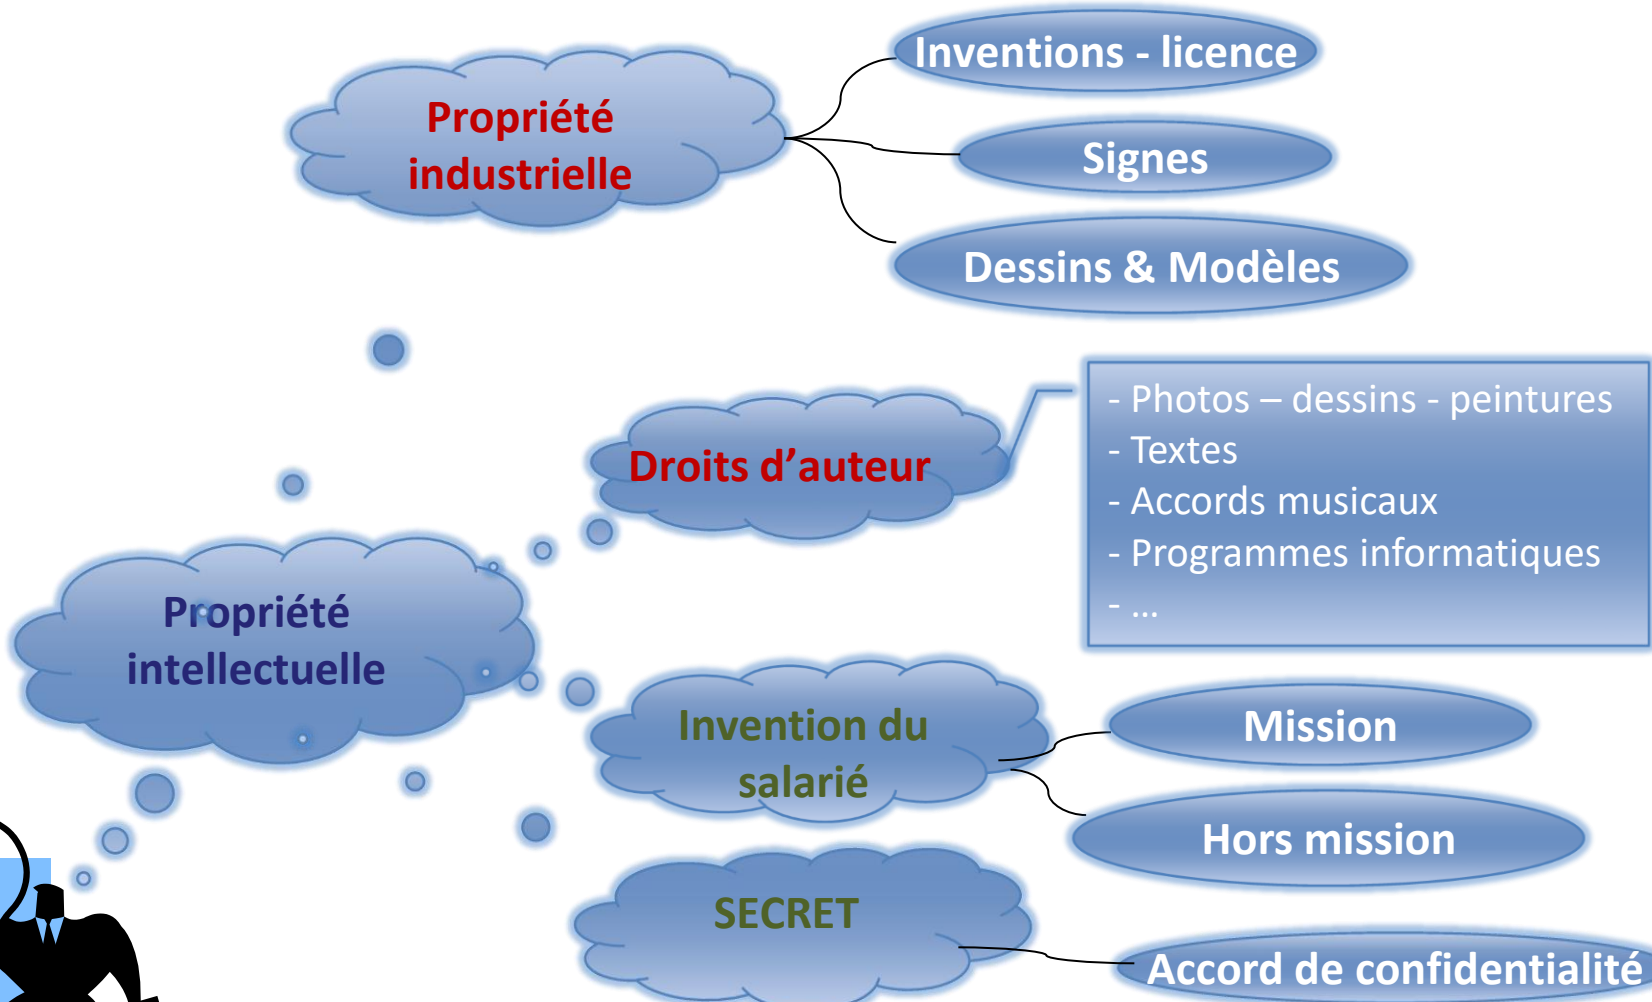 Propriété
industrielle
Inventions - licence
Signes
Dessins & Modèles
Droits d’auteur
- Photos – dessins - peintures
- Textes
- Accords musicaux
- Programmes informatiques
- ...
Propriété
intellectuelle
Invention du
salarié
Mission
Hors mission
SECRET
Accord de confidentialité